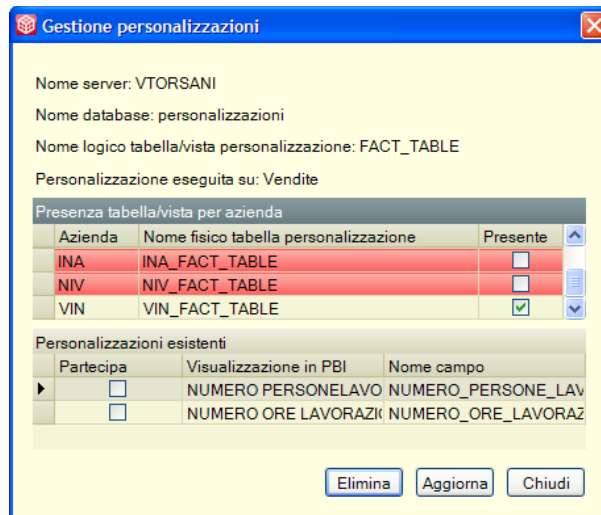 Gestione personalizzazioni
Nome server: VTORSANI
Nome database: personalizzazioni
Nome logico tabella/vista personalizzazione: FACT_TABLE
Personalizzazione eseguita su: Vendite
Presenza tabella/vista per azienda
Azienda Nome fisico tabella personalizzazione Presente
INA INA_FACT_TABLE
NIV NIV_FACT_TABLE
VIN VIN_FACT_TABLE
Personalizzazioni esistenti
Partecipa Visualizzazione in PBI Nome campo
NUMERO PERSONELAVO NUMERO_PERSONE_LAV
NUMERO ORE LAVORAZI NUMERO_ORE_LAVORAZ
Elimina Aggiorna Chiudi